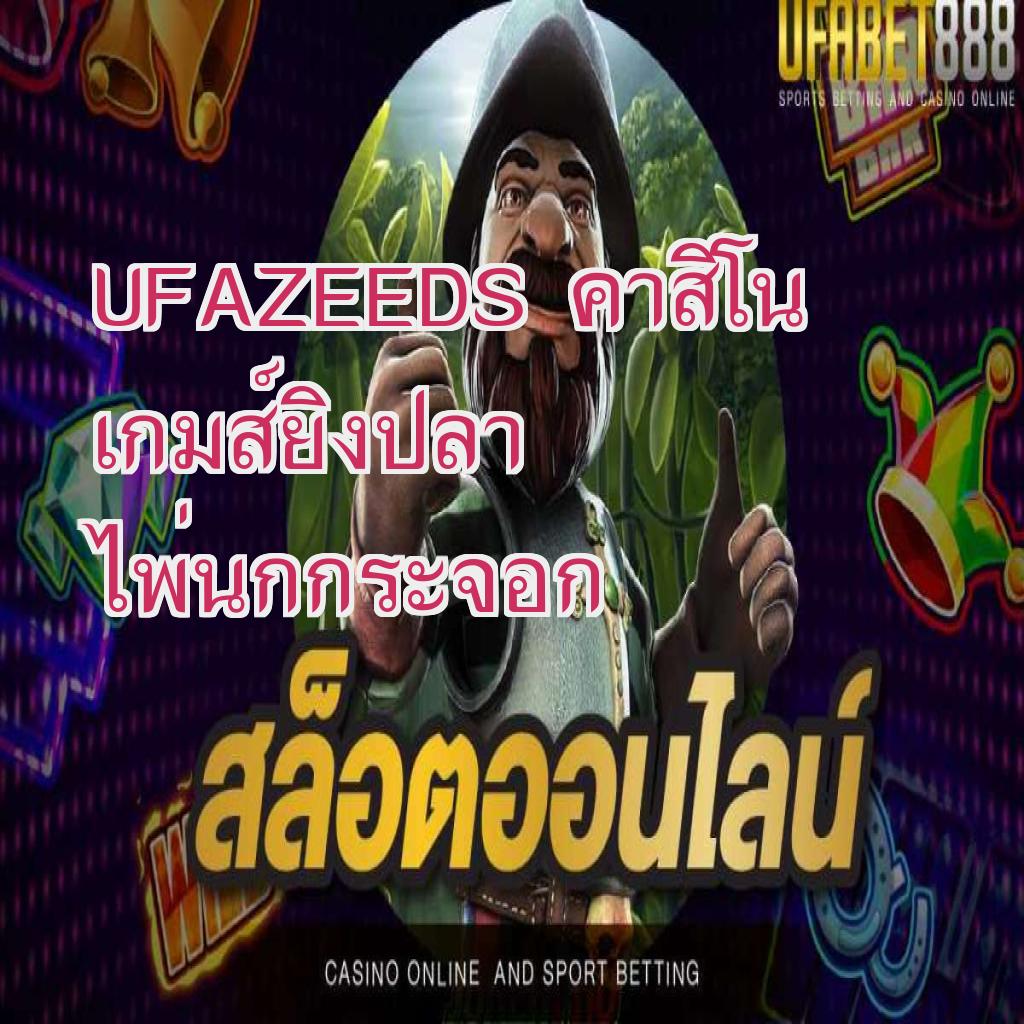 UFABET888
SPORTS BETTING AND CASINO ONLINE
BAR
UFAZEEDS คาสิโน
เกมส์ยิงปลา
ไพ่นกกระจอก
สล็อตออนไลน์
CASINO ONLINE AND SPORT BETTING